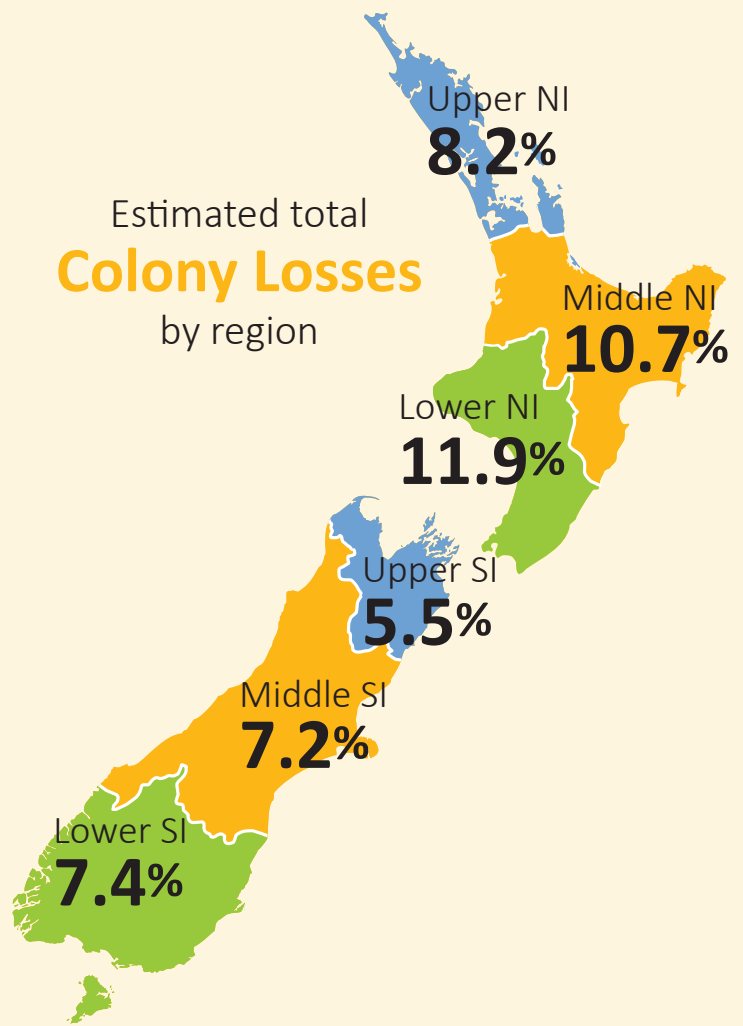 Upper NI
8.2%
Estimated total
Colony Losses
by region
Middle NI
10.7%
Lower NI
11.9%
Upper SI
5.5%
Middle SI
7.2%
Lower SI
7.4%